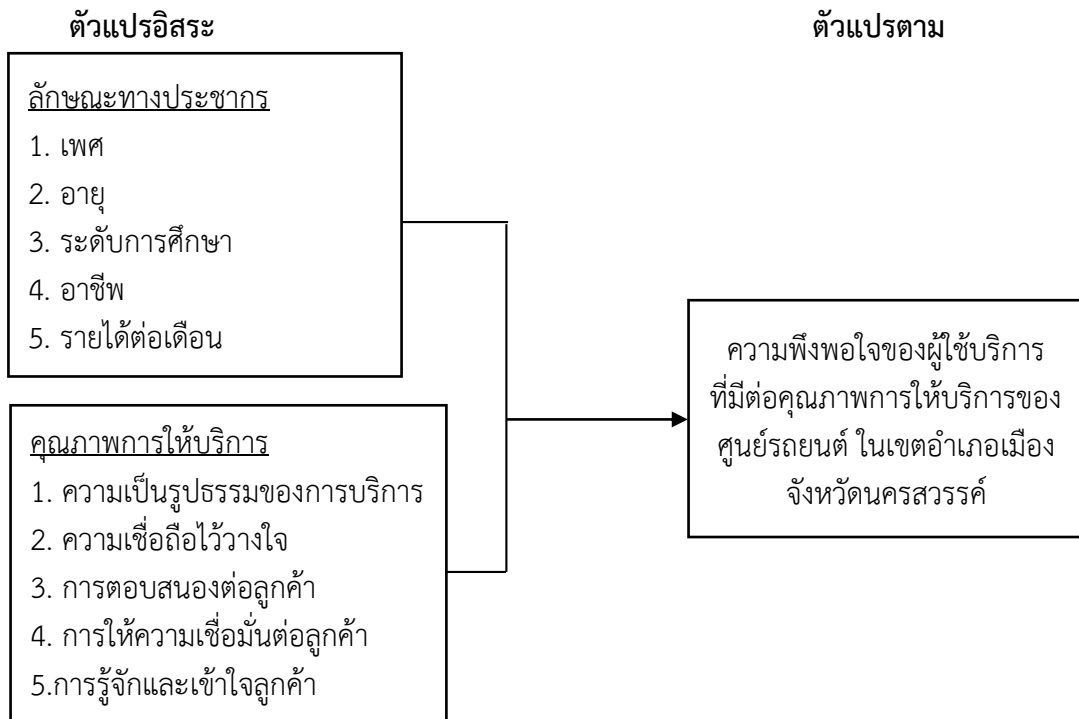 ตัวแปรอิสระ
ตัวแปรตาม
ลักษณะทางประชากร
1. เพศ
2. อายุ
3. ระดับการศึกษา
4. อาชีพ
5. รายได้ต่อเดือน
คุณภาพการให้บริการ
1. ความเป็นรูปธรรมของการบริการ
2. ความเชื่อถือไว้วางใจ
3. การตอบสนองต่อลูกค้า
4. การให้ความเชื่อมั่นต่อลูกค้า
5.การรู้จักและเข้าใจลูกค้า
ความพึงพอใจของผู้ใช้บริการ
ที่มีต่อคุณภาพการให้บริการของ
ศูนย์รถยนต์ ในเขตอำเภอเมือง
จังหวัดนครสวรรค์